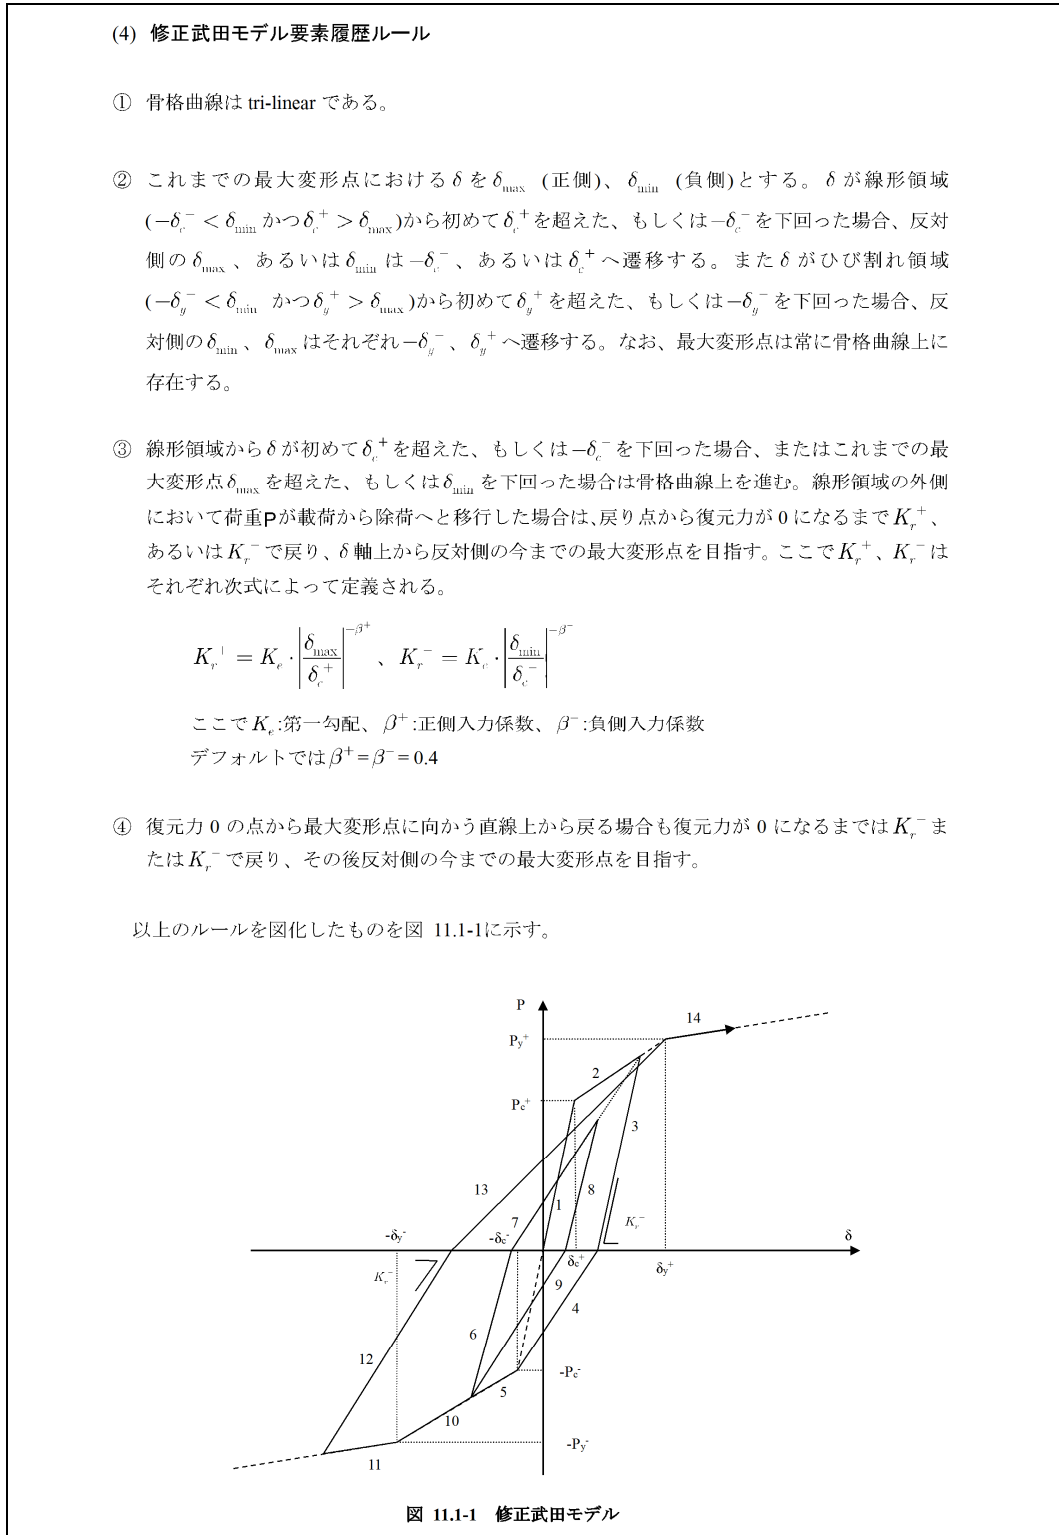 (4) 修正武田モデル要素履歴ルール
① 骨格曲線は tri-linear である。
② これまでの最大変形点における δ を δmax (正側)、 δmin (負側)とする。 δ が線形領域
(−δc− < δmin かつ δc+ > δmax)から初めて δc+ を超えた、もしくは −δc− を下回った場合、反対
側の δmax 、あるいは δmin は −δc− 、あるいは δc+ へ遷移する。また δ がひび割れ領域
(−δy− < δmin かつ δy+ > δmax)から初めて δy+ を超えた、もしくは −δy− を下回った場合、反
対側の δmin 、 δmax はそれぞれ −δy− 、 δy+ へ遷移する。なお、最大変形点は常に骨格曲線上に
存在する。
③ 線形領域から δ が初めて δc+ を超えた、もしくは −δc− を下回った場合、またはこれまでの最
大変形点 δmax を超えた、もしくは δmin を下回った場合は骨格曲線上を進む。線形領域の外側
において荷重Pが載荷から除荷へと移行した場合は、戻り点から復元力が 0 になるまで Kr+ 、
あるいは Kr− で戻り、δ 軸上から反対側の今までの最大変形点を目指す。ここで Kr+ 、Kr− は
それぞれ次式によって定義される。
Kr+ = Ke · |δmax / δc+|−β+ 、 Kr− = Ke · |δmin / δc−|−β−
ここで Ke :第一勾配、 β+ :正側入力係数、 β− :負側入力係数
デフォルトでは β+ = β− = 0.4
④ 復元力 0 の点から最大変形点に向かう直線上から戻る場合も復元力が 0 になるまでは Kr− ま
たは Kr− で戻り、その後反対側の今までの最大変形点を目指す。
以上のルールを図化したものを図 11.1-1に示す。
P
14
Py+
2
Pc+
3
13
8
1
7
Kr−
-δy-
-δc-
δ
δc+
δy+
Kr−
9
4
6
12
-Pc-
5
10
-Py-
11
図 11.1-1 修正武田モデル